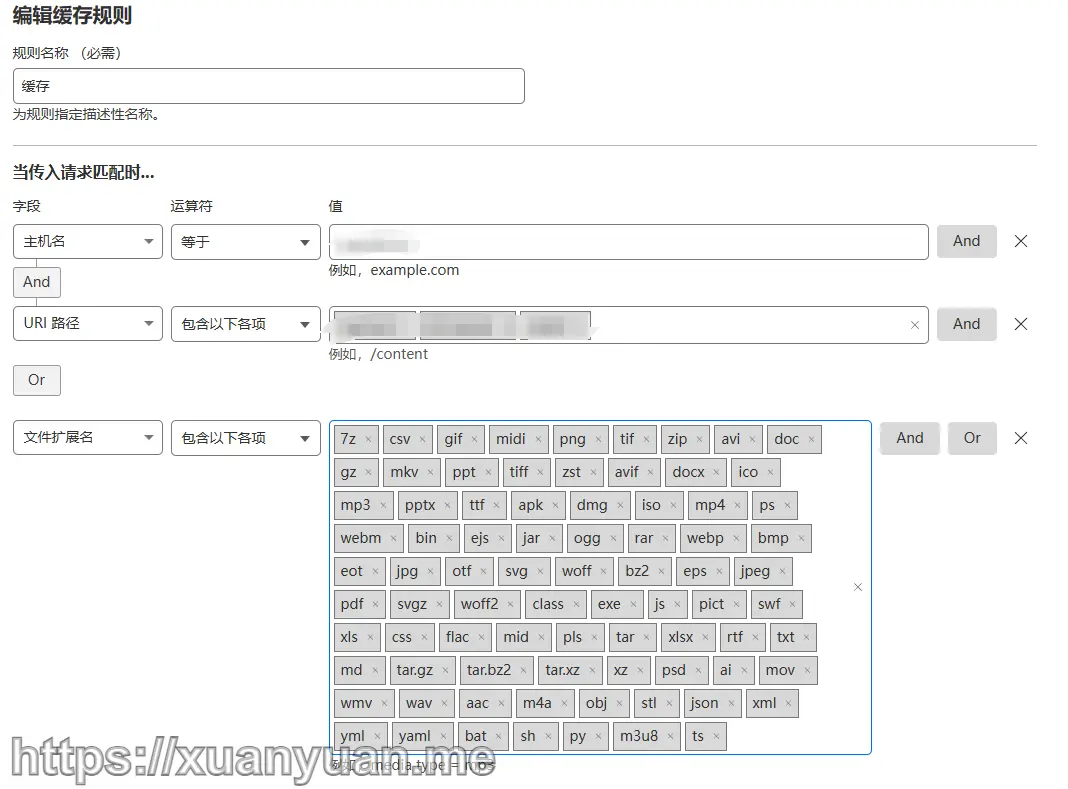 编辑缓存规则
规则名称 （必需）
缓存
为规则指定描述性名称。
当传入请求匹配时...
字段 运算符 值
主机名 等于 And
例如，example.com
And
URI 路径 包含以下各项 And
例如，/content
Or
文件扩展名 包含以下各项 7z csv gif midi png tif zip avi doc And Or
gz mkv ppt tiff zst avif docx ico
mp3 pptx ttf apk dmg iso mp4 ps
webm bin ejs jar ogg rar webp bmp
eot jpg otf svg woff bz2 eps jpeg
pdf svgz woff2 class exe js pict swf
xls css flac mid pls tar xlsx rtf txt
md tar.gz tar.bz2 tar.xz xz psd ai mov
wmv wav aac m4a obj stl json xml
yml yaml bat sh py m3u8 ts
例如，media.type = mp3
https://xuanyuan.me